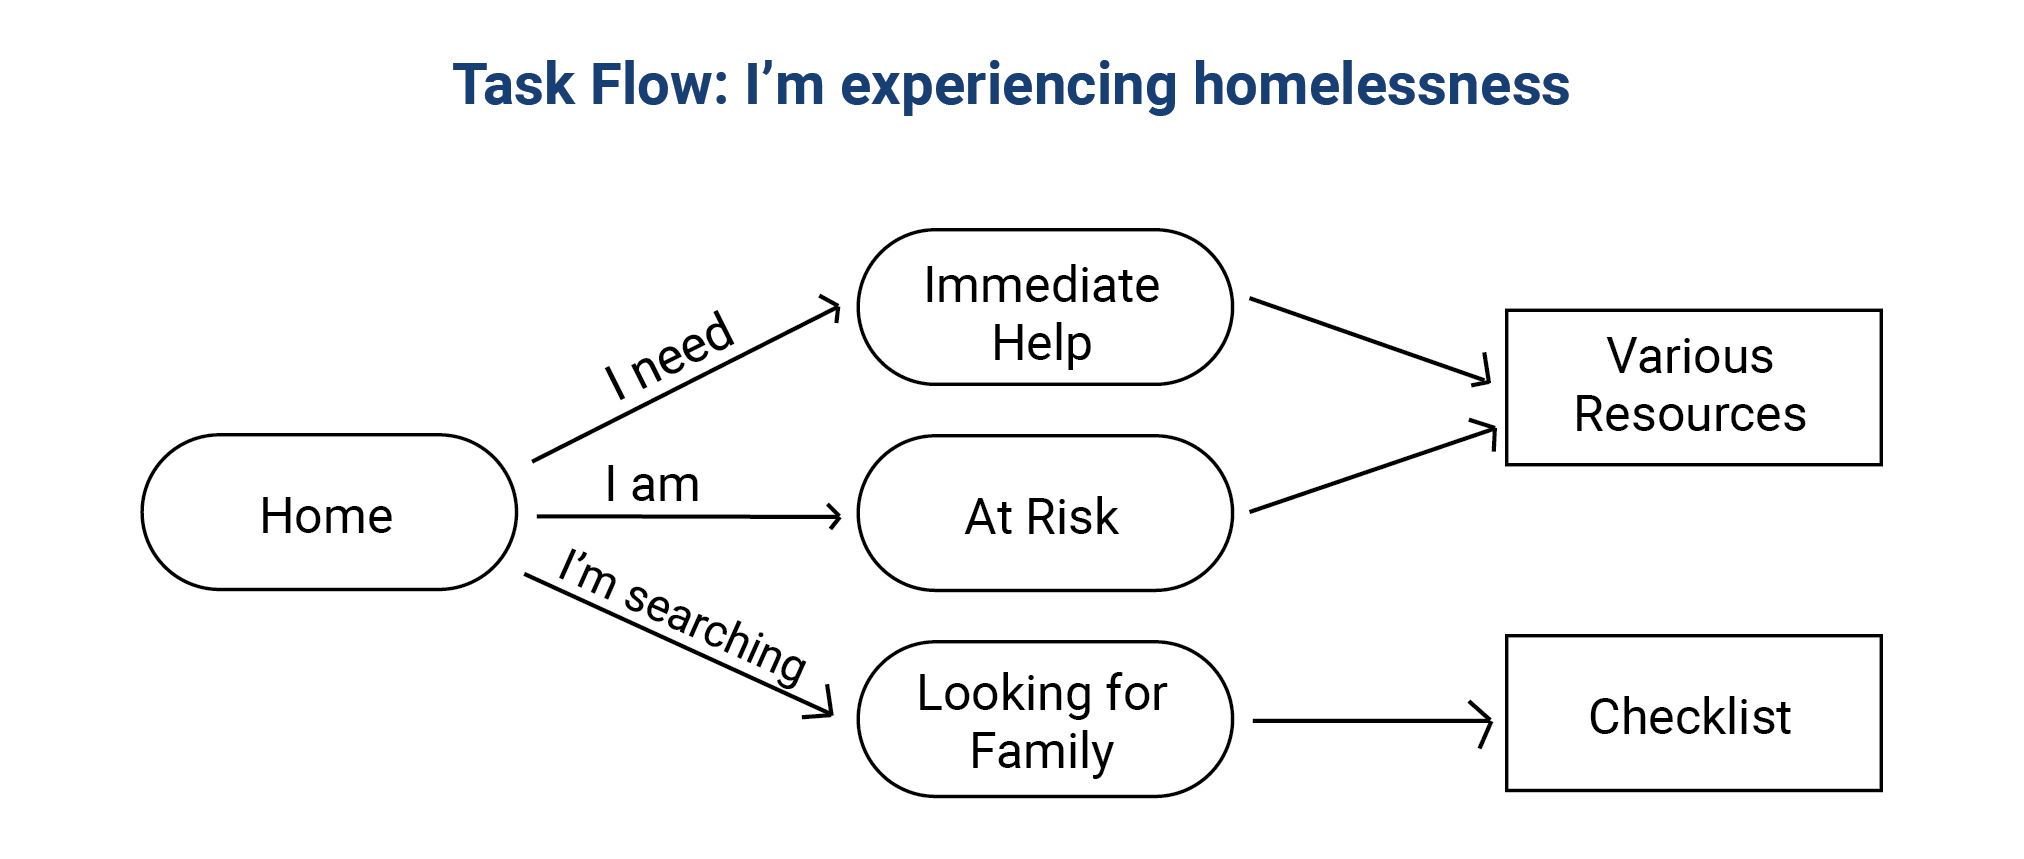 Task Flow: I’m experiencing homelessness
I need
Immediate
Help
Various
Resources
Home
I am
At Risk
I’m searching
Looking for
Family
Checklist